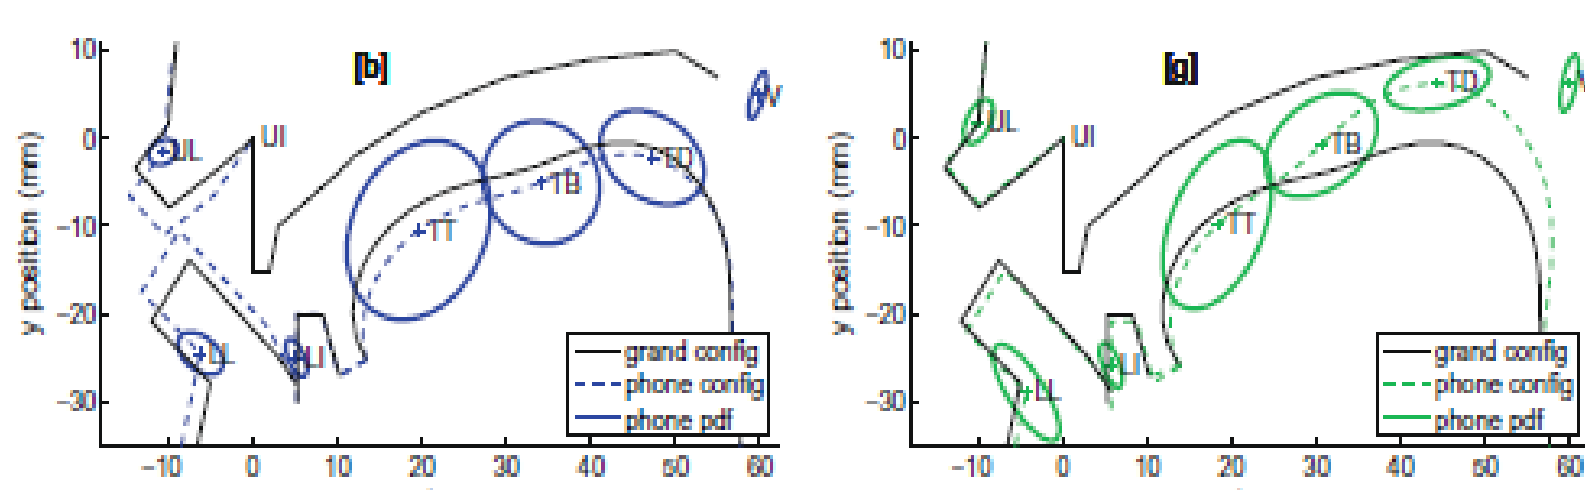 [b]
10
0
−10
−20
−30
y position (mm)
UL
UI
TT
TB
TD
V
LL
LI
grand config
phone config
phone pdf
−10 0 10 20 30 40 50 60
[g]
10
0
−10
−20
−30
y position (mm)
UL
UI
TT
TB
TD
V
LL
LI
grand config
phone config
phone pdf
−10 0 10 20 30 40 50 60